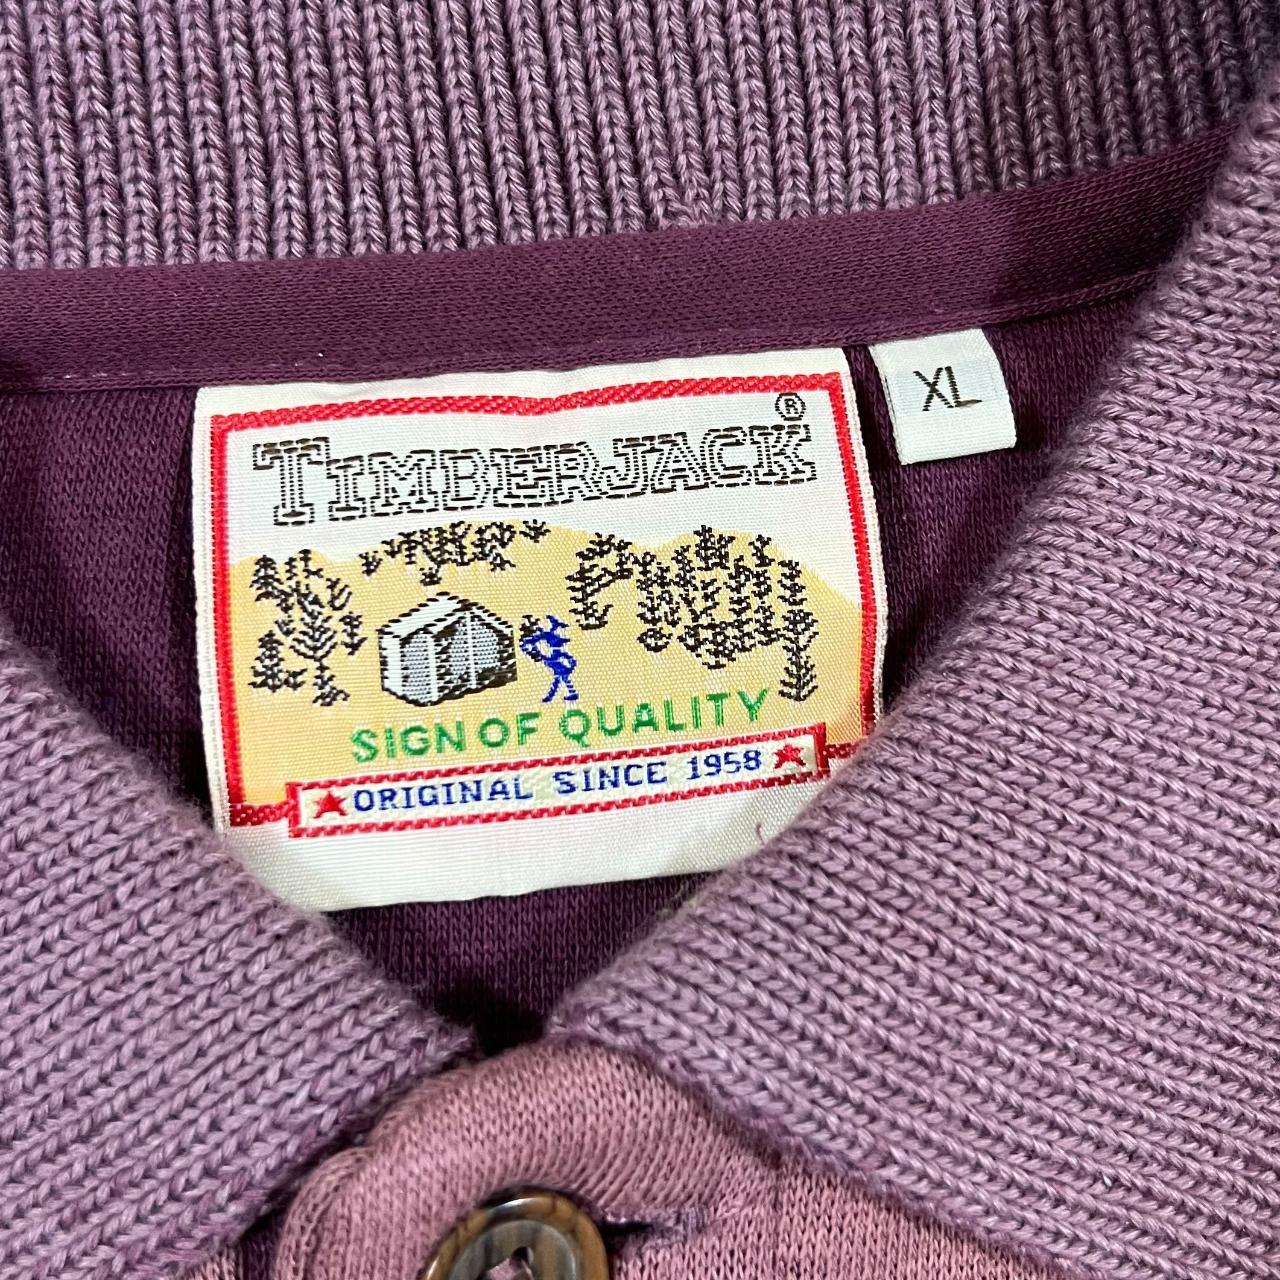 TIMBERJACK®
XL
SIGN OF QUALITY
★ORIGINAL SINCE 1958★